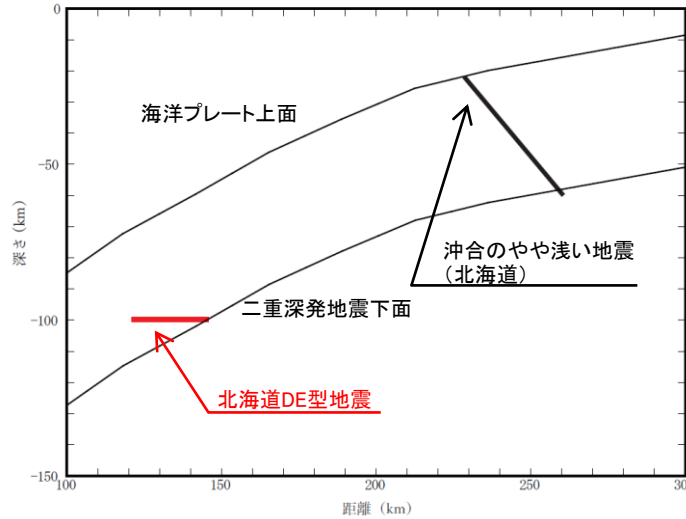 0
海洋プレート上面
-50
深さ (km)
沖合のやや浅い地震
(北海道)
二重深発地震下面
-100
北海道DE型地震
-150
100
150
200
250
300
距離 (km)